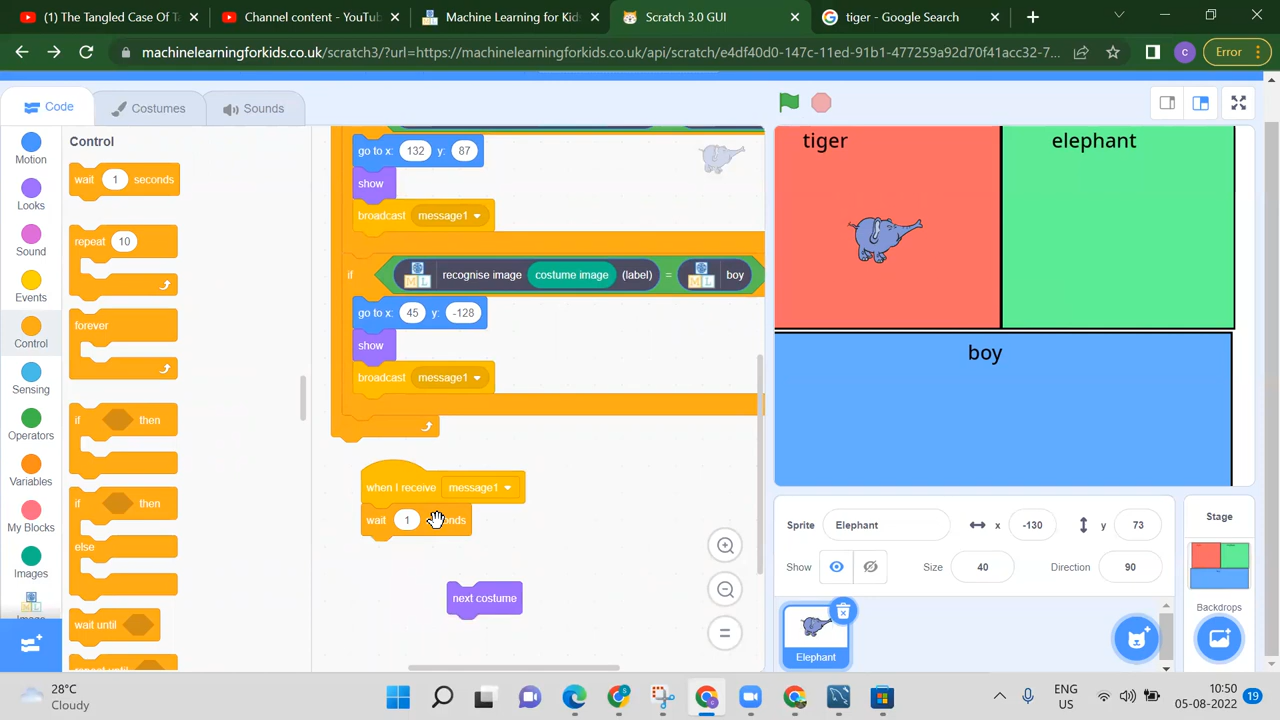 (1) The Tangled Case Of Ta
Channel content - YouTu
Machine Learning for Kids
Scratch 3.0 GUI
tiger - Google Search
machinelearningforkids.co.uk/scratch3/?url=https://machinelearningforkids.co.uk/api/scratch/e4df40d0-147c-11ed-91b1-477259a92d70f41acc32-7...
c
Error
Code
Costumes
Sounds
Motion
Looks
Sound
Events
Control
Sensing
Operators
Variables
My Blocks
Images
Control
wait 1 seconds
repeat 10
forever
if then
if then
else
wait until
go to x: 132 y: 87
show
broadcast message1
if ML recognise image costume image (label) = ML boy
go to x: 45 y: -128
show
broadcast message1
when I receive message1
wait 1
next costume
tiger
elephant
boy
Sprite Elephant x -130 y 73
Show Size 40 Direction 90
Elephant
Stage
Backdrops
28°C
Cloudy
ENG
US
10:50
05-08-2022
19